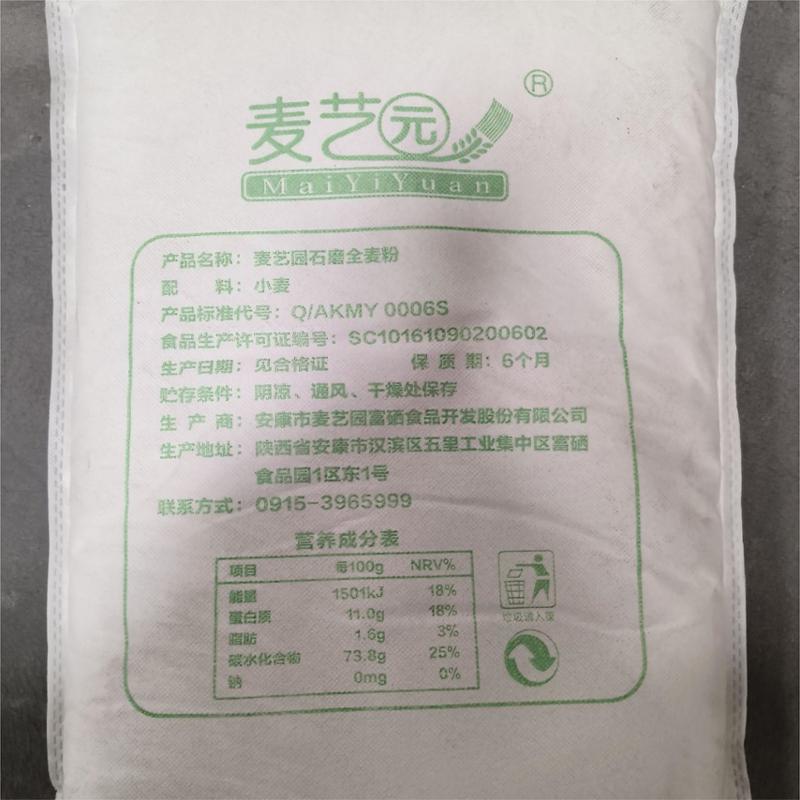 ®
麦艺园
MaiYiYuan
产品名称：麦艺园石磨全麦粉
配 料：小麦
产品标准代号：Q/AKMY 0006S
食品生产许可证编号：SC10161090200602
生产日期：见合格证 保 质 期：6个月
贮存条件：阴凉、通风、干燥处保存
生 产 商：安康市麦艺园富硒食品开发股份有限公司
生产地址：陕西省安康市汉滨区五里工业集中区富硒
食品园1区东1号
联系方式：0915-3965999
营养成分表
项目 每100g NRV%
能量 1501kJ 18%
蛋白质 11.0g 18%
脂肪 1.6g 3%
碳水化合物 73.8g 25%
钠 0mg 0%
垃圾请入箧